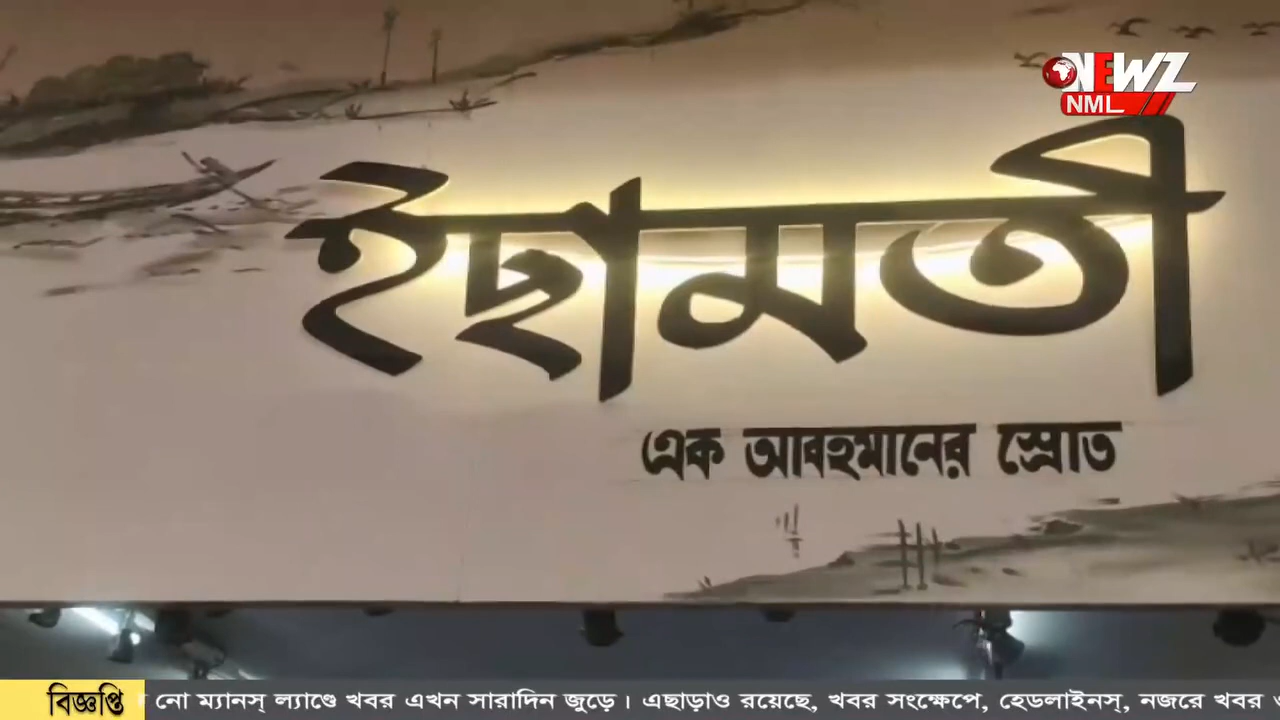 NEWZ
NML
ইছামতী
এক আবহমানের স্রোত
বিজ্ঞপ্তি
নো ম্যানস্ ল্যাণ্ডে খবর এখন সারাদিন জুড়ে। এছাড়াও রয়েছে, খবর সংক্ষেপে, হেডলাইনস্, নজরে খবর